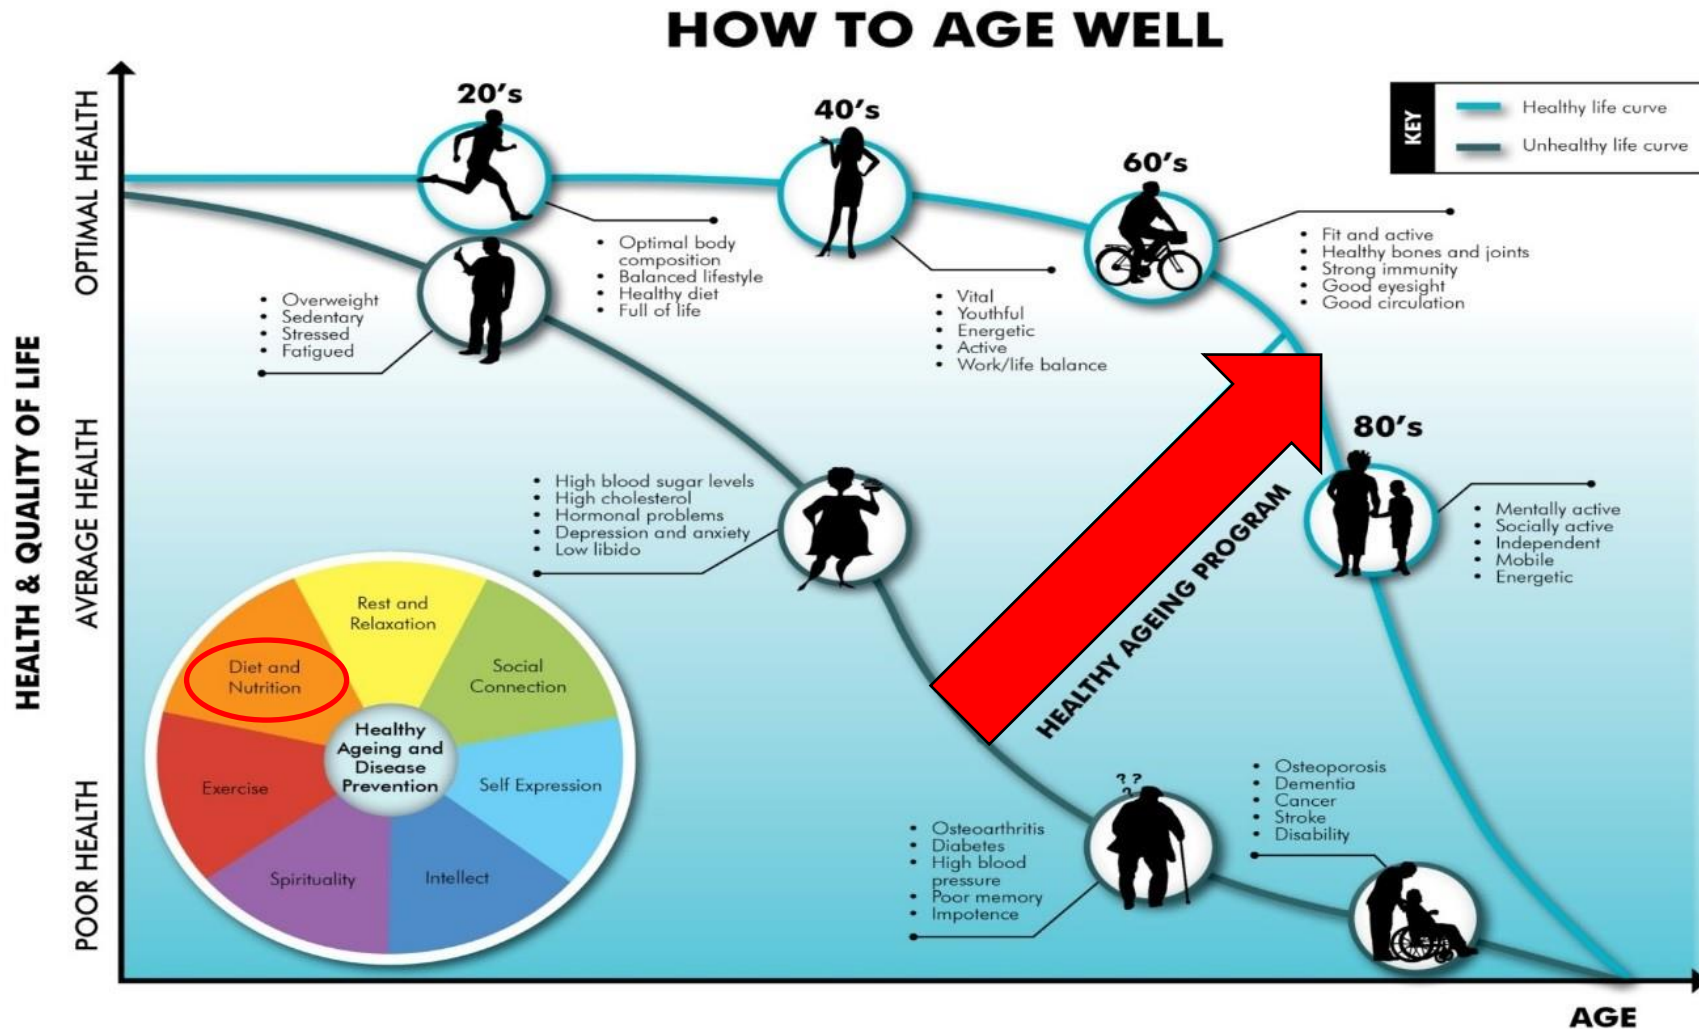 HOW TO AGE WELL
HEALTH & QUALITY OF LIFE
OPTIMAL HEALTH
AVERAGE HEALTH
POOR HEALTH
KEY
Healthy life curve
Unhealthy life curve
20's
• Optimal body
composition
• Balanced lifestyle
• Healthy diet
• Full of life
40's
• Vital
• Youthful
• Energetic
• Active
• Work/life balance
60's
• Fit and active
• Healthy bones and joints
• Strong immunity
• Good eyesight
• Good circulation
80's
• Mentally active
• Socially active
• Independent
• Mobile
• Energetic
• Overweight
• Sedentary
• Stressed
• Fatigued
• High blood sugar levels
• High cholesterol
• Hormonal problems
• Depression and anxiety
• Low libido
HEALTHY AGEING PROGRAM
? ?
?
• Osteoarthritis
• Diabetes
• High blood
pressure
• Poor memory
• Impotence
• Osteoporosis
• Dementia
• Cancer
• Stroke
• Disability
Rest and
Relaxation
Social
Connection
Self Expression
Intellect
Spirituality
Exercise
Diet and
Nutrition
Healthy
Ageing and
Disease
Prevention
AGE